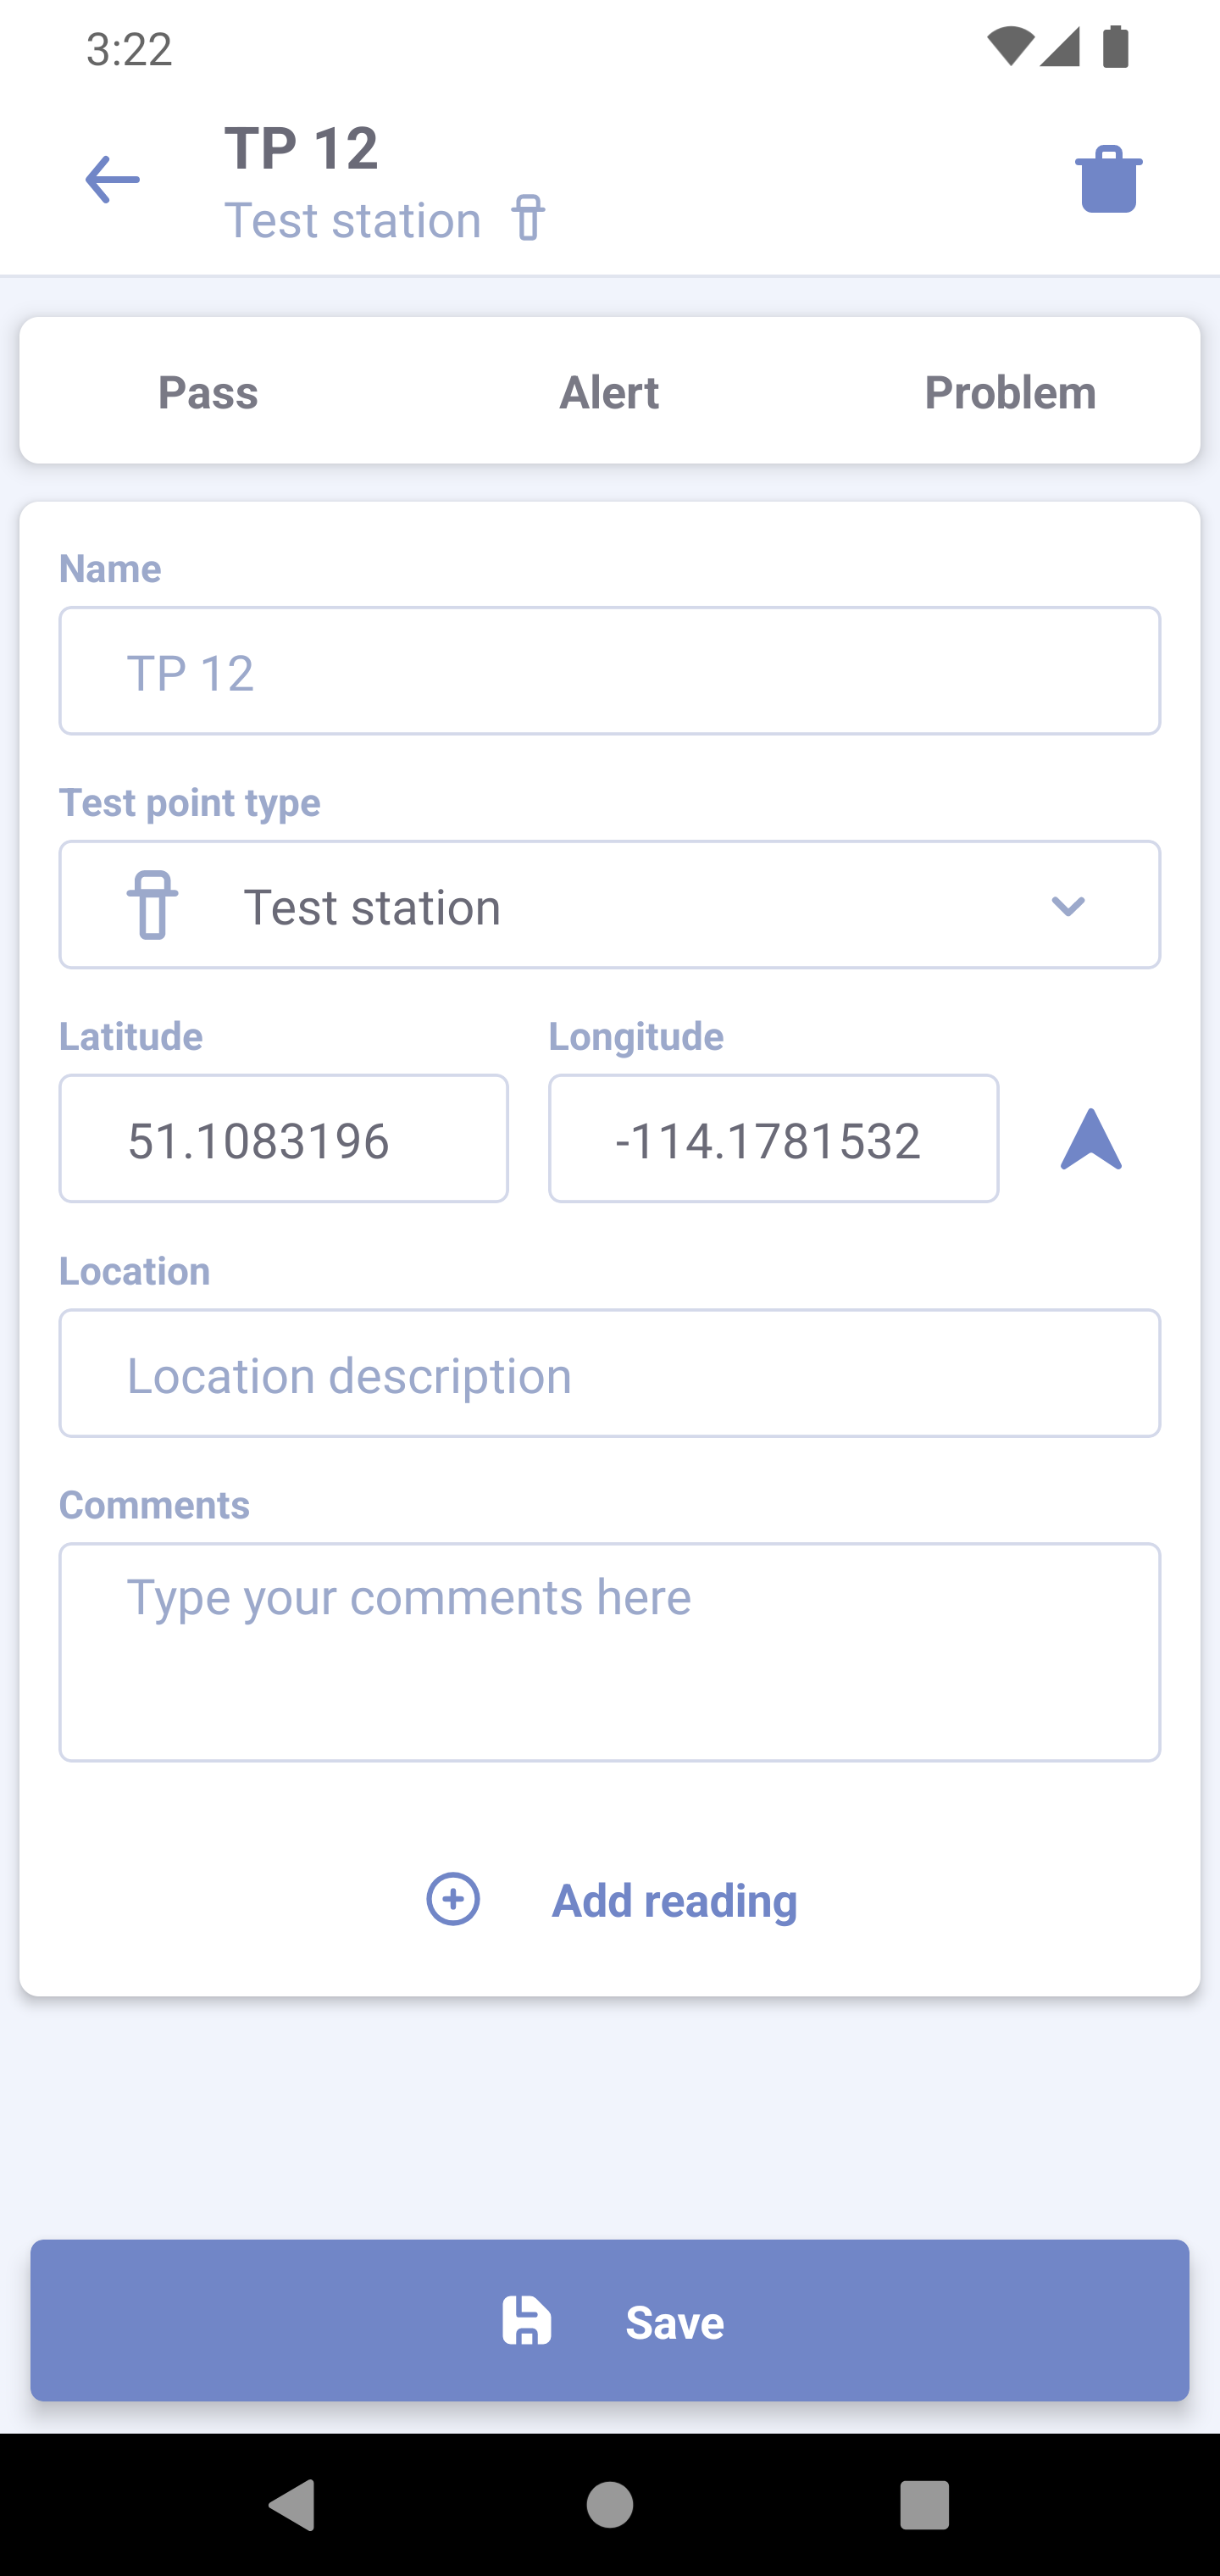 3:22
TP 12
Test station
Pass Alert Problem
Name
TP 12
Test point type
Test station
Latitude Longitude
51.1083196 -114.1781532
Location
Location description
Comments
Type your comments here
Add reading
Save